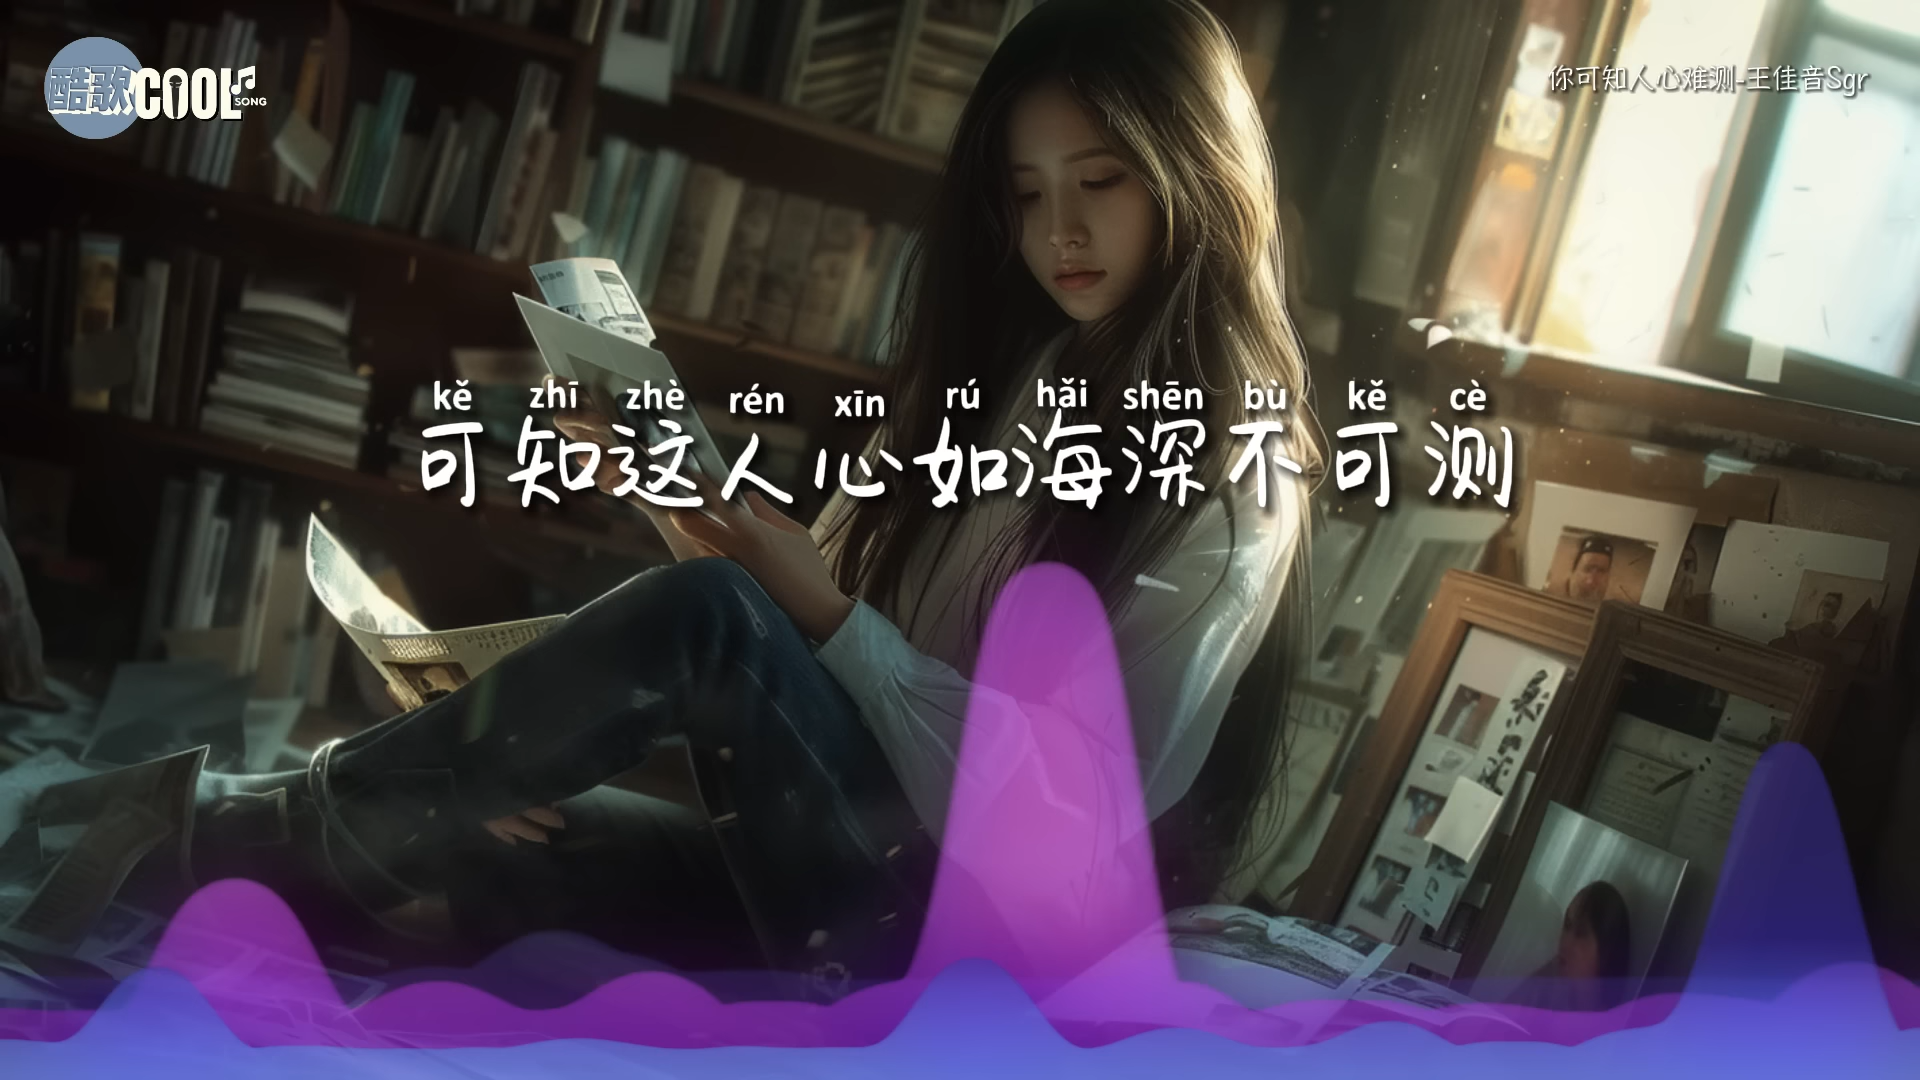 酷歌COOL
SONG
你可知人心难测-王佳音Sgr
kě zhī zhè rén xīn rú hǎi shēn bù kě cè
可知这人心如海深不可测